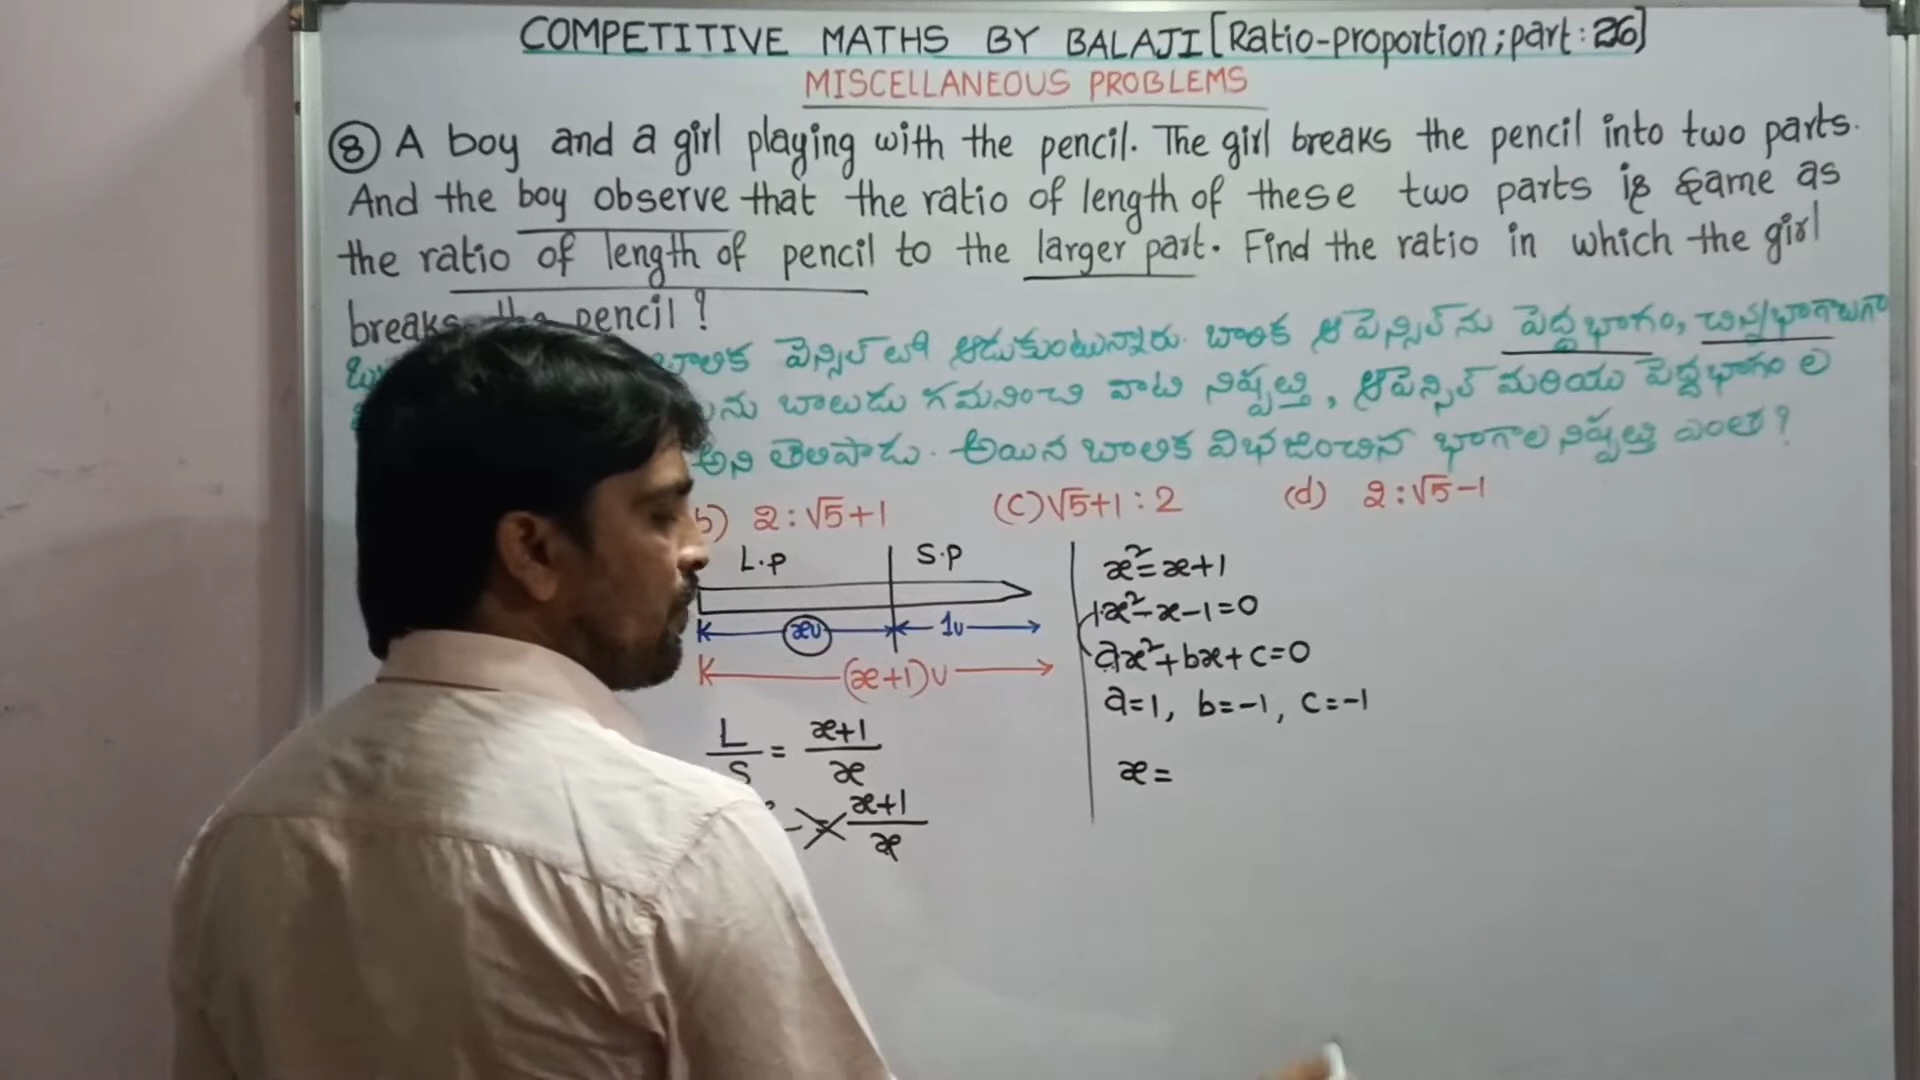 COMPETITIVE MATHS BY BALAJI [Ratio-proportion; part: 26]
MISCELLANEOUS PROBLEMS
⑧ A boy and a girl playing with the pencil. The girl breaks the pencil into two parts.
And the boy observe that the ratio of length of these two parts is same as
the ratio of length of pencil to the larger part. Find the ratio in which the girl
breaks the pencil?
బాలిక పెన్సిల్ తో ఆడుకుంటున్నారు. బాలిక ఆ పెన్సిల్ ను పెద్ద భాగం, చిన్న భాగాలుగా
ను బాలుడు గమనించి వాటి నిష్పత్తి, ఆ పెన్సిల్ మరియు పెద్ద భాగం ల
అని తెలిపాడు. అయిన బాలిక విభజించిన భాగాల నిష్పత్తి ఎంత?
b) 2:√5+1 (c) √5+1 : 2 (d) 2:√5-1
L.p S.p
xu 1u
(x+1)u
L/S = (x+1)/x
= (x+1)/x
x²=x+1
1x²-x-1=0
ax²+bx+c=0
a=1, b=-1, c=-1
x=